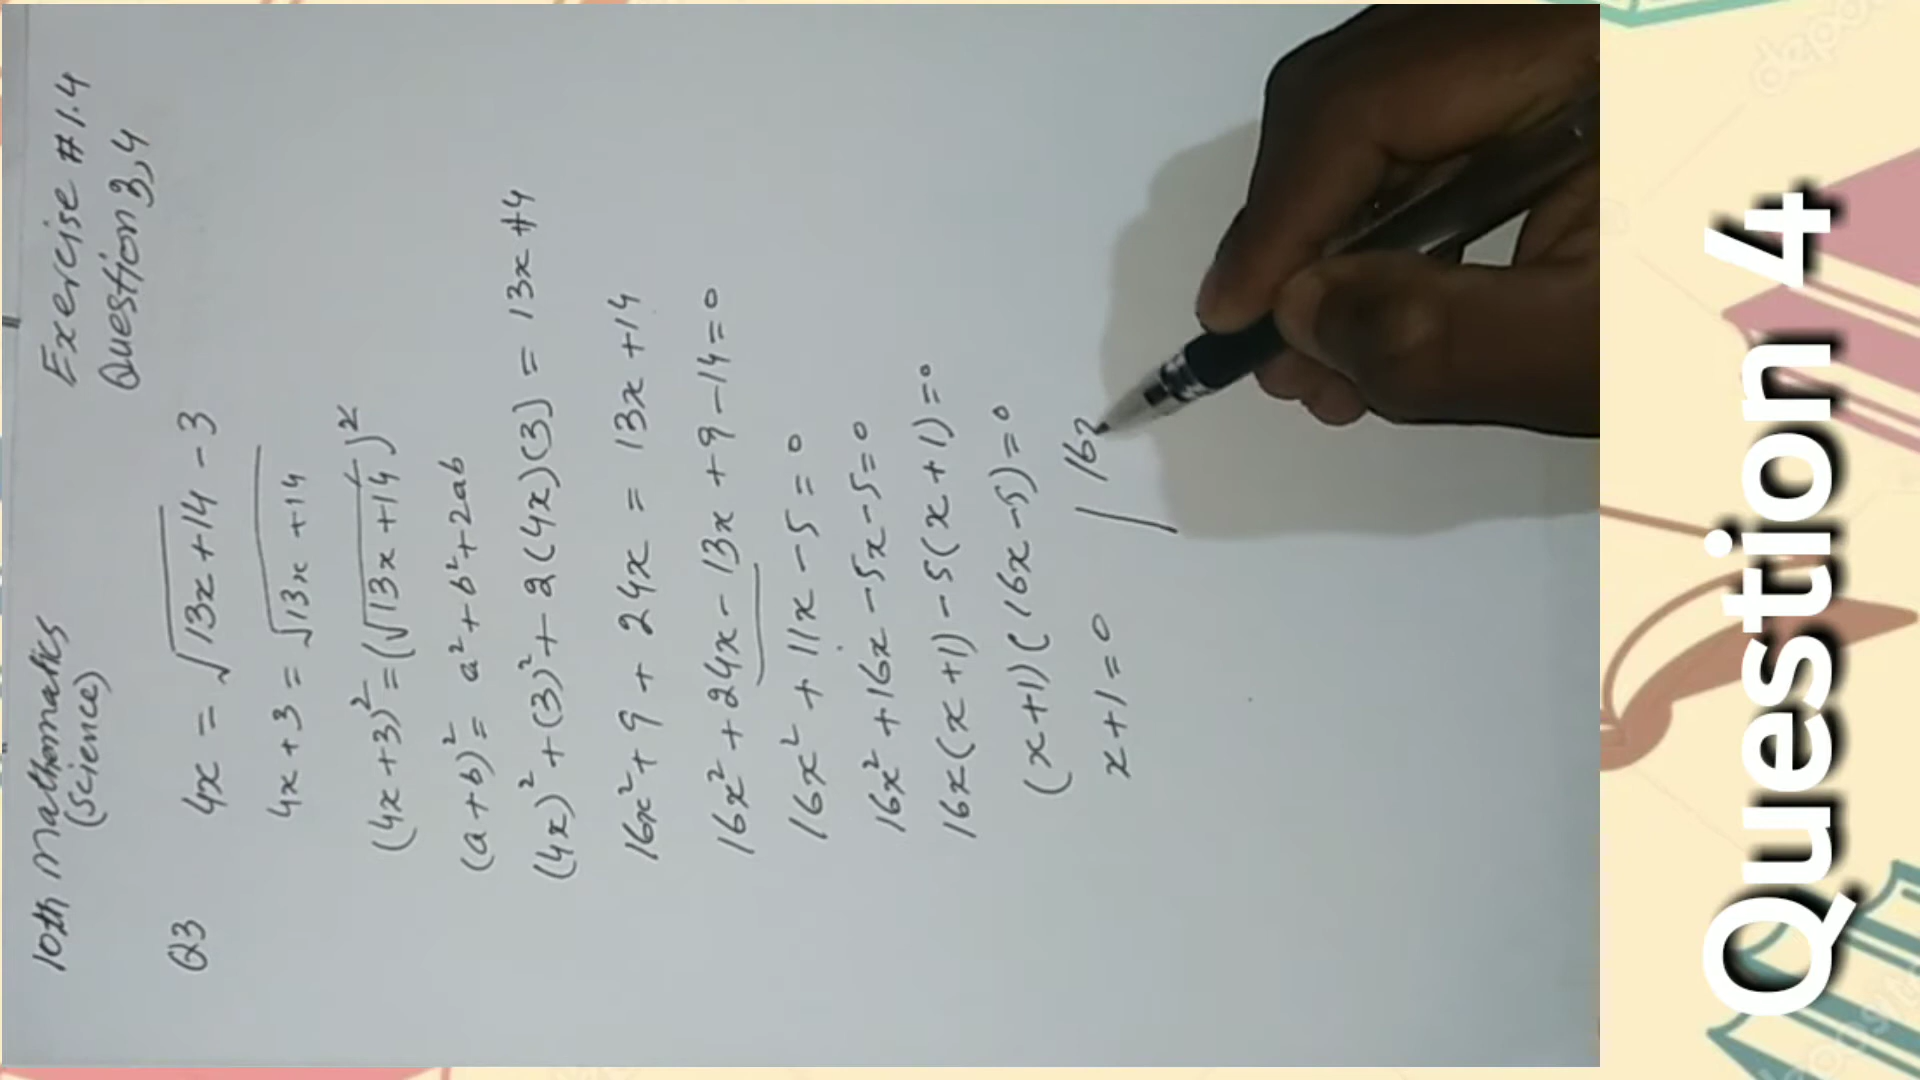 10th Mathematics Exercise #1.4
(Science) Question 3,4
Q3 4x = √13x+14 - 3
4x+3 = √13x+14
(4x+3)² = (√13x+14)²
(a+b)² = a²+b²+2ab
(4x)²+(3)²+2(4x)(3) = 13x+14
16x²+9+24x = 13x+14
16x²+24x-13x+9-14=0
16x²+11x-5=0
16x²+16x-5x-5=0
16x(x+1)-5(x+1)=0
(x+1)(16x-5)=0
x+1=0 | 16x
Question 4